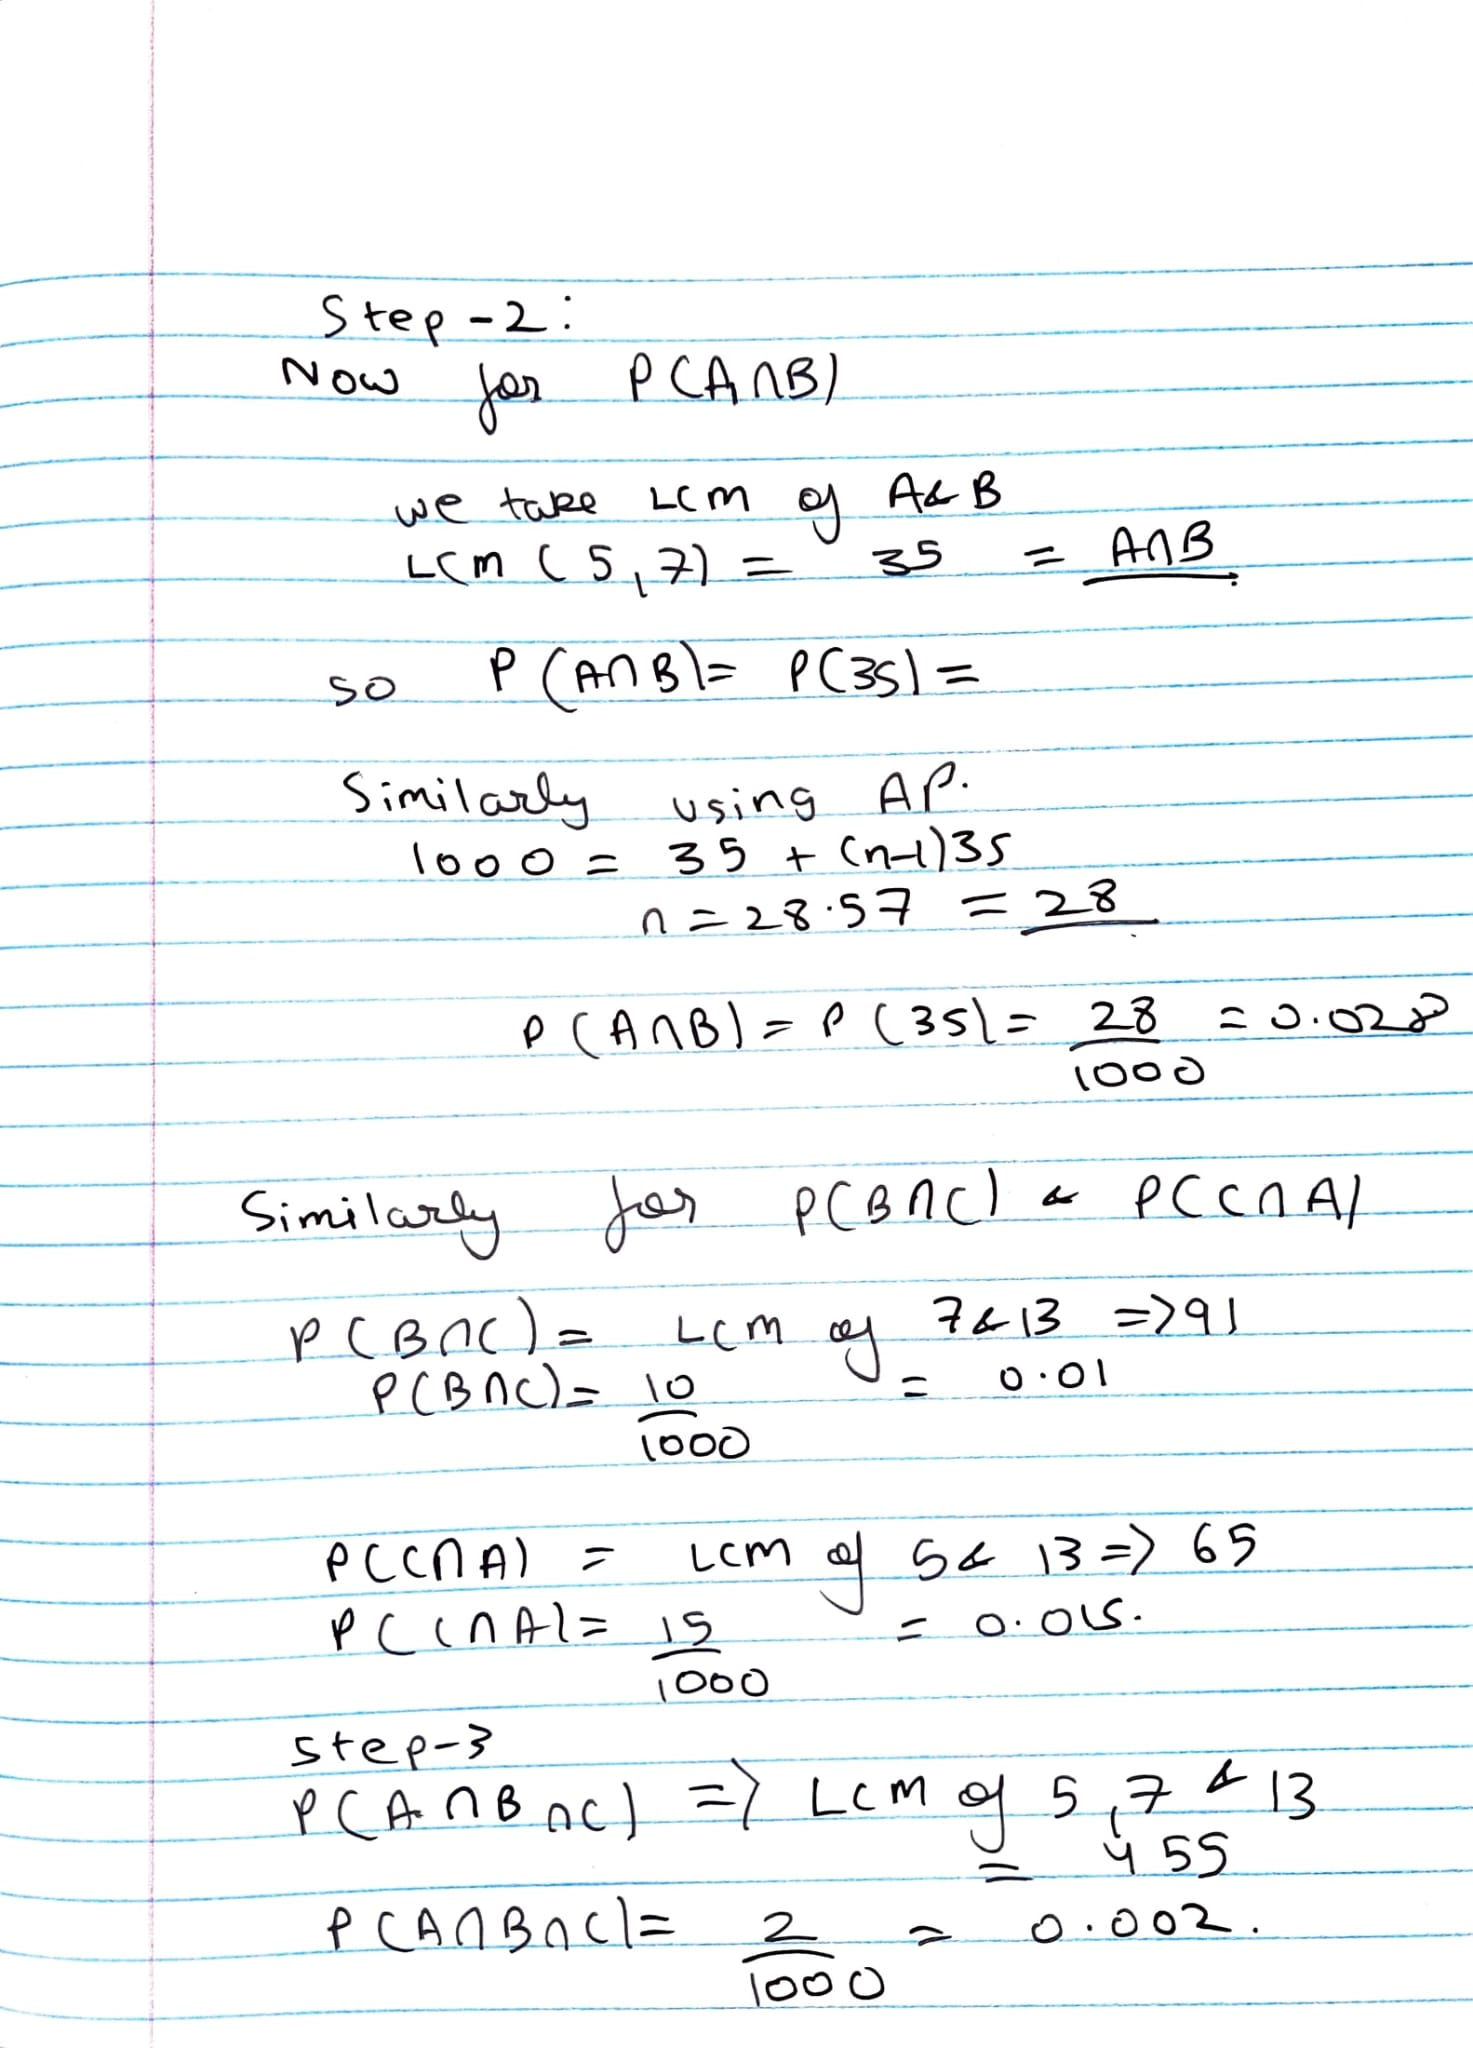 Step-2:
Now for P(A∩B)
we take LCM of A&B
LCM (5,7) = 35 = A∩B
so P(A∩B) = P(35) =
Similarly using AP.
1000 = 35 + (n-1)35
n = 28.57 = 28
P(A∩B) = P(35) = 28/1000 = 0.028
Similarly for P(B∩C) & P(C∩A)
P(B∩C) = LCM of 7&13 => 91
P(B∩C) = 10/1000 = 0.01
P(C∩A) = LCM of 5& 13 => 65
P(C∩A) = 15/1000 = 0.015.
step-3
P(A∩B∩C) => LCM of 5,7 & 13
= 455
P(A∩B∩C) = 2/1000 = 0.002.